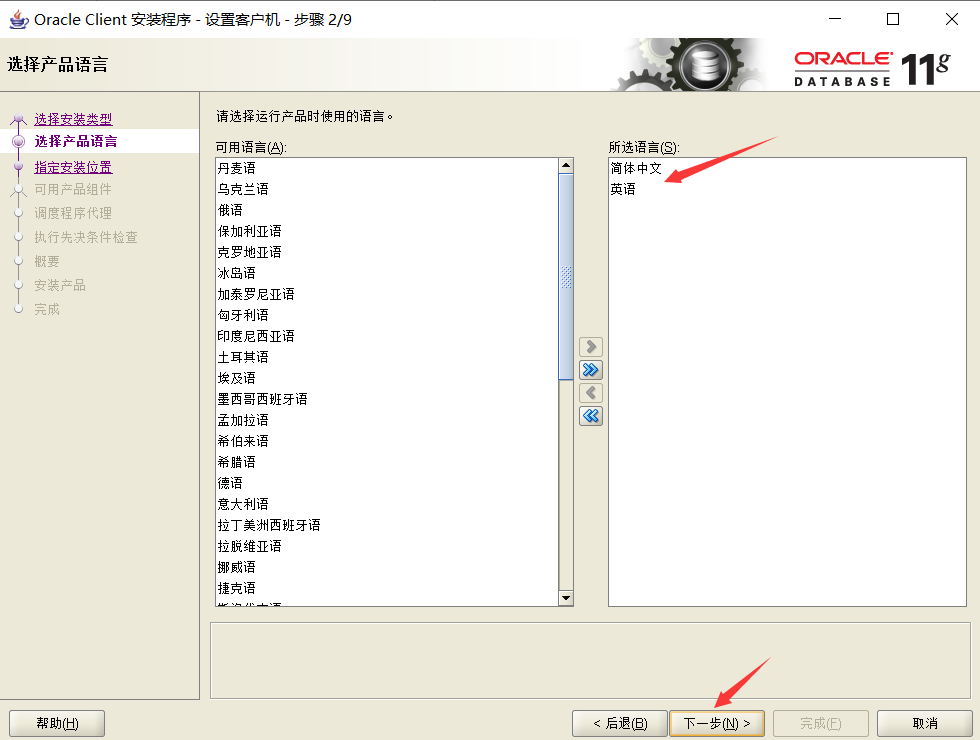 Oracle Client 安装程序 - 设置客户机 - 步骤 2/9
选择产品语言
ORACLE
DATABASE
11g
选择安装类型
选择产品语言
指定安装位置
可用产品组件
调度程序代理
执行先决条件检查
概要
安装产品
完成
请选择运行产品时使用的语言。
可用语言(A):
丹麦语
乌克兰语
俄语
保加利亚语
克罗地亚语
冰岛语
加泰罗尼亚语
匈牙利语
印度尼西亚语
土耳其语
埃及语
墨西哥西班牙语
孟加拉语
希伯来语
希腊语
德语
意大利语
拉丁美洲西班牙语
拉脱维亚语
挪威语
捷克语
所选语言(S):
简体中文
英语
帮助(H)
< 后退(B)
下一步(N) >
完成(F)
取消